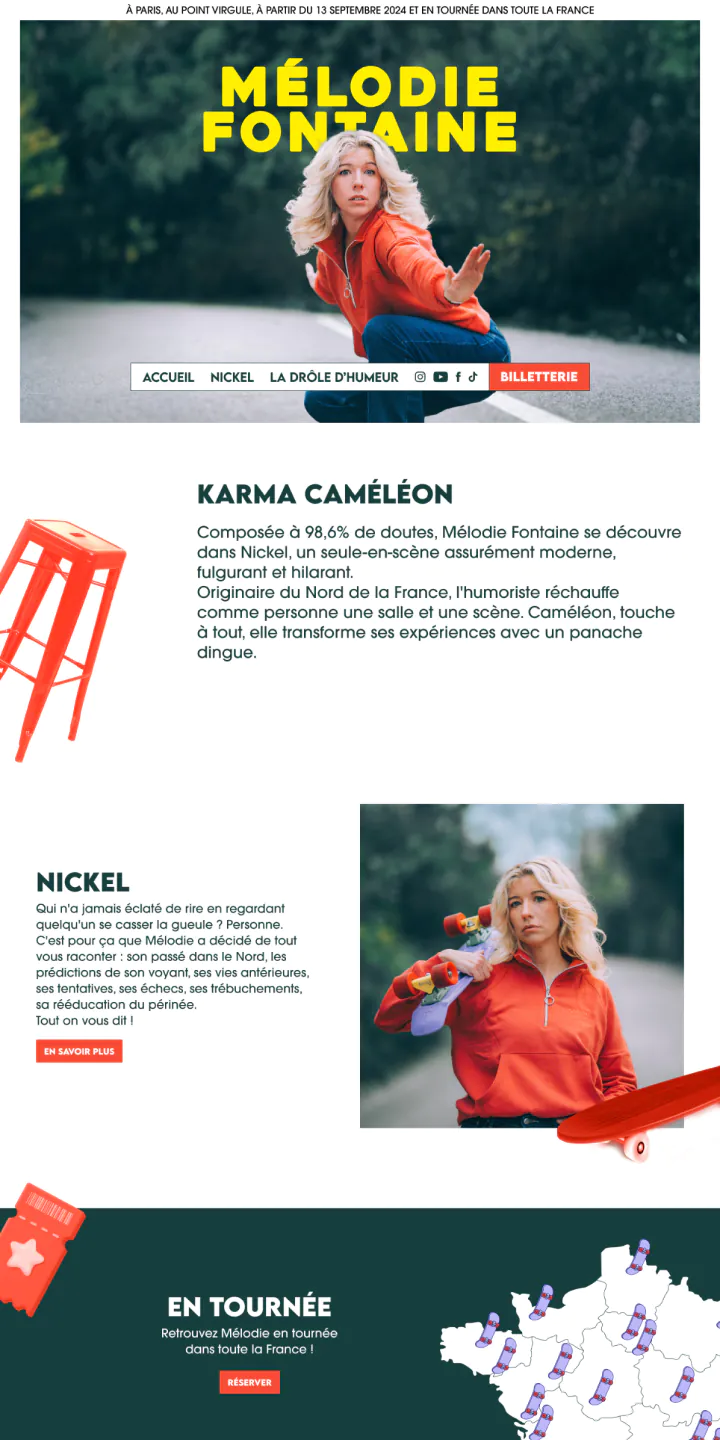 À PARIS, AU POINT VIRGULE, À PARTIR DU 13 SEPTEMBRE 2024 ET EN TOURNÉE DANS TOUTE LA FRANCE
MÉLODIE
FONTAINE
ACCUEIL NICKEL LA DRÔLE D'HUMEUR BILLETTERIE
KARMA CAMÉLÉON
Composée à 98,6% de doutes, Mélodie Fontaine se découvre
dans Nickel, un seule-en-scène assurément moderne,
fulgurant et hilarant.
Originaire du Nord de la France, l'humoriste réchauffe
comme personne une salle et une scène. Caméléon, touche
à tout, elle transforme ses expériences avec un panache
dingue.
NICKEL
Qui n'a jamais éclaté de rire en regardant
quelqu'un se casser la gueule ? Personne.
C'est pour ça que Mélodie a décidé de tout
vous raconter : son passé dans le Nord, les
prédictions de son voyant, ses vies antérieures,
ses tentatives, ses échecs, ses trébuchements,
sa rééducation du périnée.
Tout on vous dit !
EN SAVOIR PLUS
EN TOURNÉE
Retrouvez Mélodie en tournée
dans toute la France !
RÉSERVER